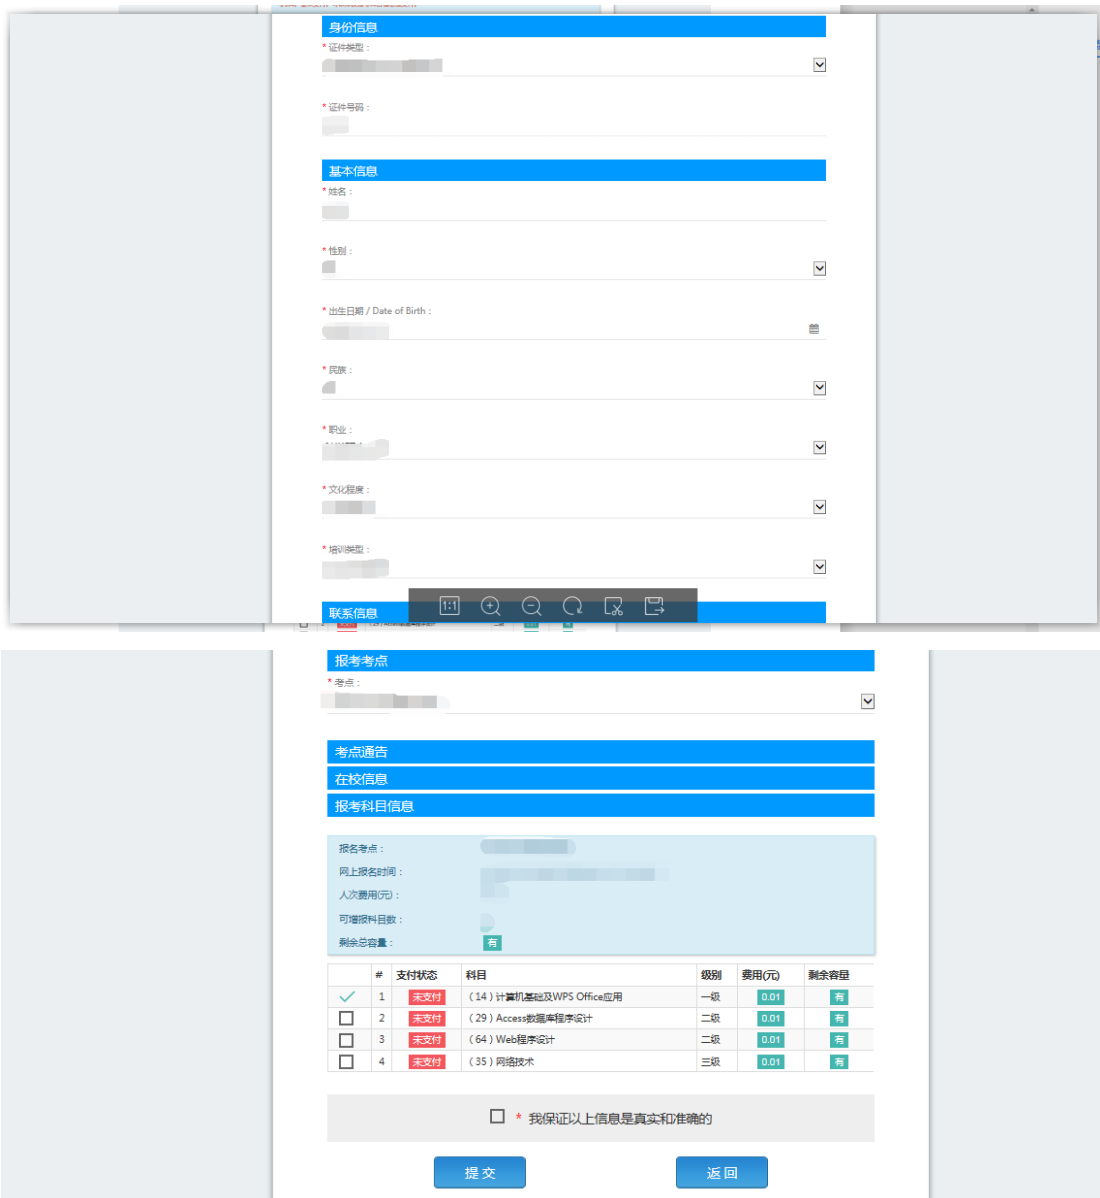 身份信息
* 证件类型：
* 证件号码：
基本信息
* 姓名：
* 性别：
* 出生日期 / Date of Birth：
* 民族：
* 职业：
* 文化程度：
* 培训类型：
联系信息
1:1
报考考点
* 考点：
考点通告
在校信息
报考科目信息
报名考点：
网上报名时间：
人次费用(元)：
可增报科目数：
剩余总容量： 有
# 支付状态 科目 级别 费用(元) 剩余容量
1 未支付 （14）计算机基础及WPS Office应用 一级 0.01 有
2 未支付 （29）Access数据库程序设计 二级 0.01 有
3 未支付 （64）Web程序设计 二级 0.01 有
4 未支付 （35）网络技术 三级 0.01 有
* 我保证以上信息是真实和准确的
提 交 返 回